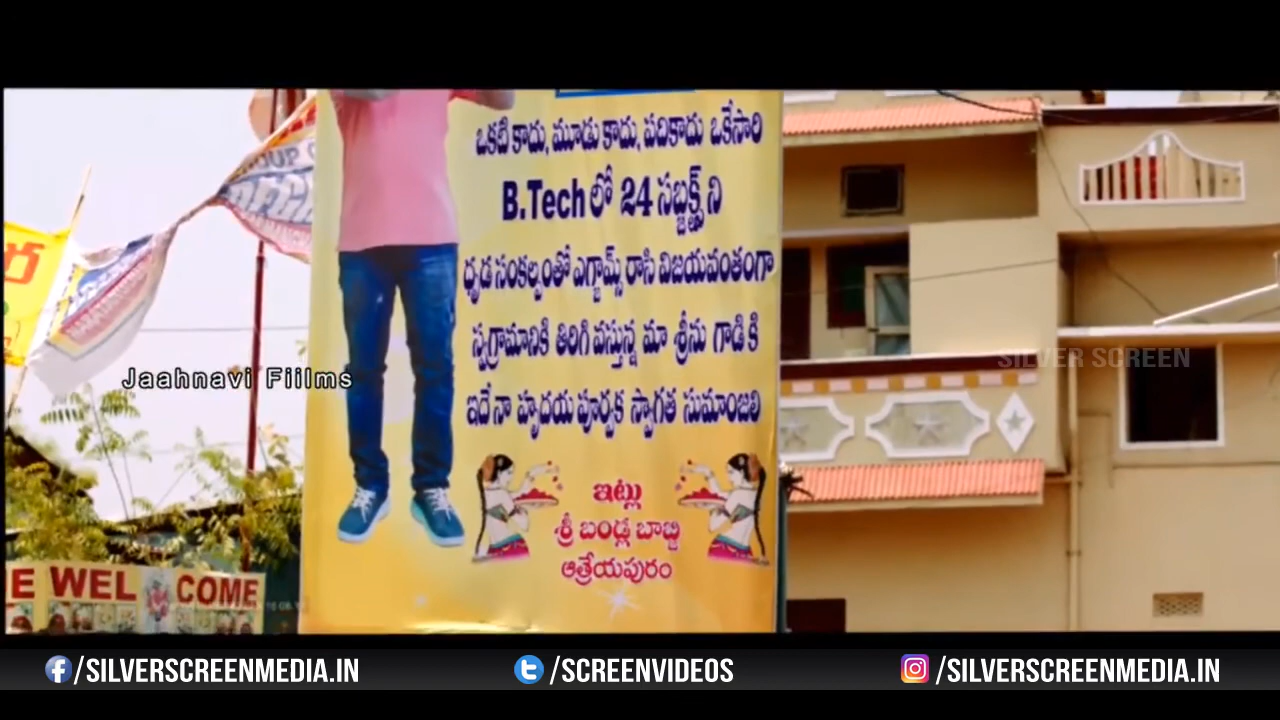 ఒకటి కాదు, మూడు కాదు, పదికాదు ఒకేసారి
B.Tech లో 24 సబ్జక్ట్స్ ని
ధృడ సంకల్పంతో ఎగ్జామ్స్ రాసి విజయవంతంగా
స్వగ్రామానికి తిరిగి వస్తున్న మా శ్రీను గాడి కి
ఇదేనా హృదయ పూర్వక స్వాగత సుమాంజలి
Jaahnavi Fiilms
SILVER SCREEN
ఇట్లు
శ్రీ బండ్ల బాబ్జి
ఆత్రేయపురం
E WEL COME
/SILVERSCREENMEDIA.IN
/SCREENVIDEOS
/SILVERSCREENMEDIA.IN